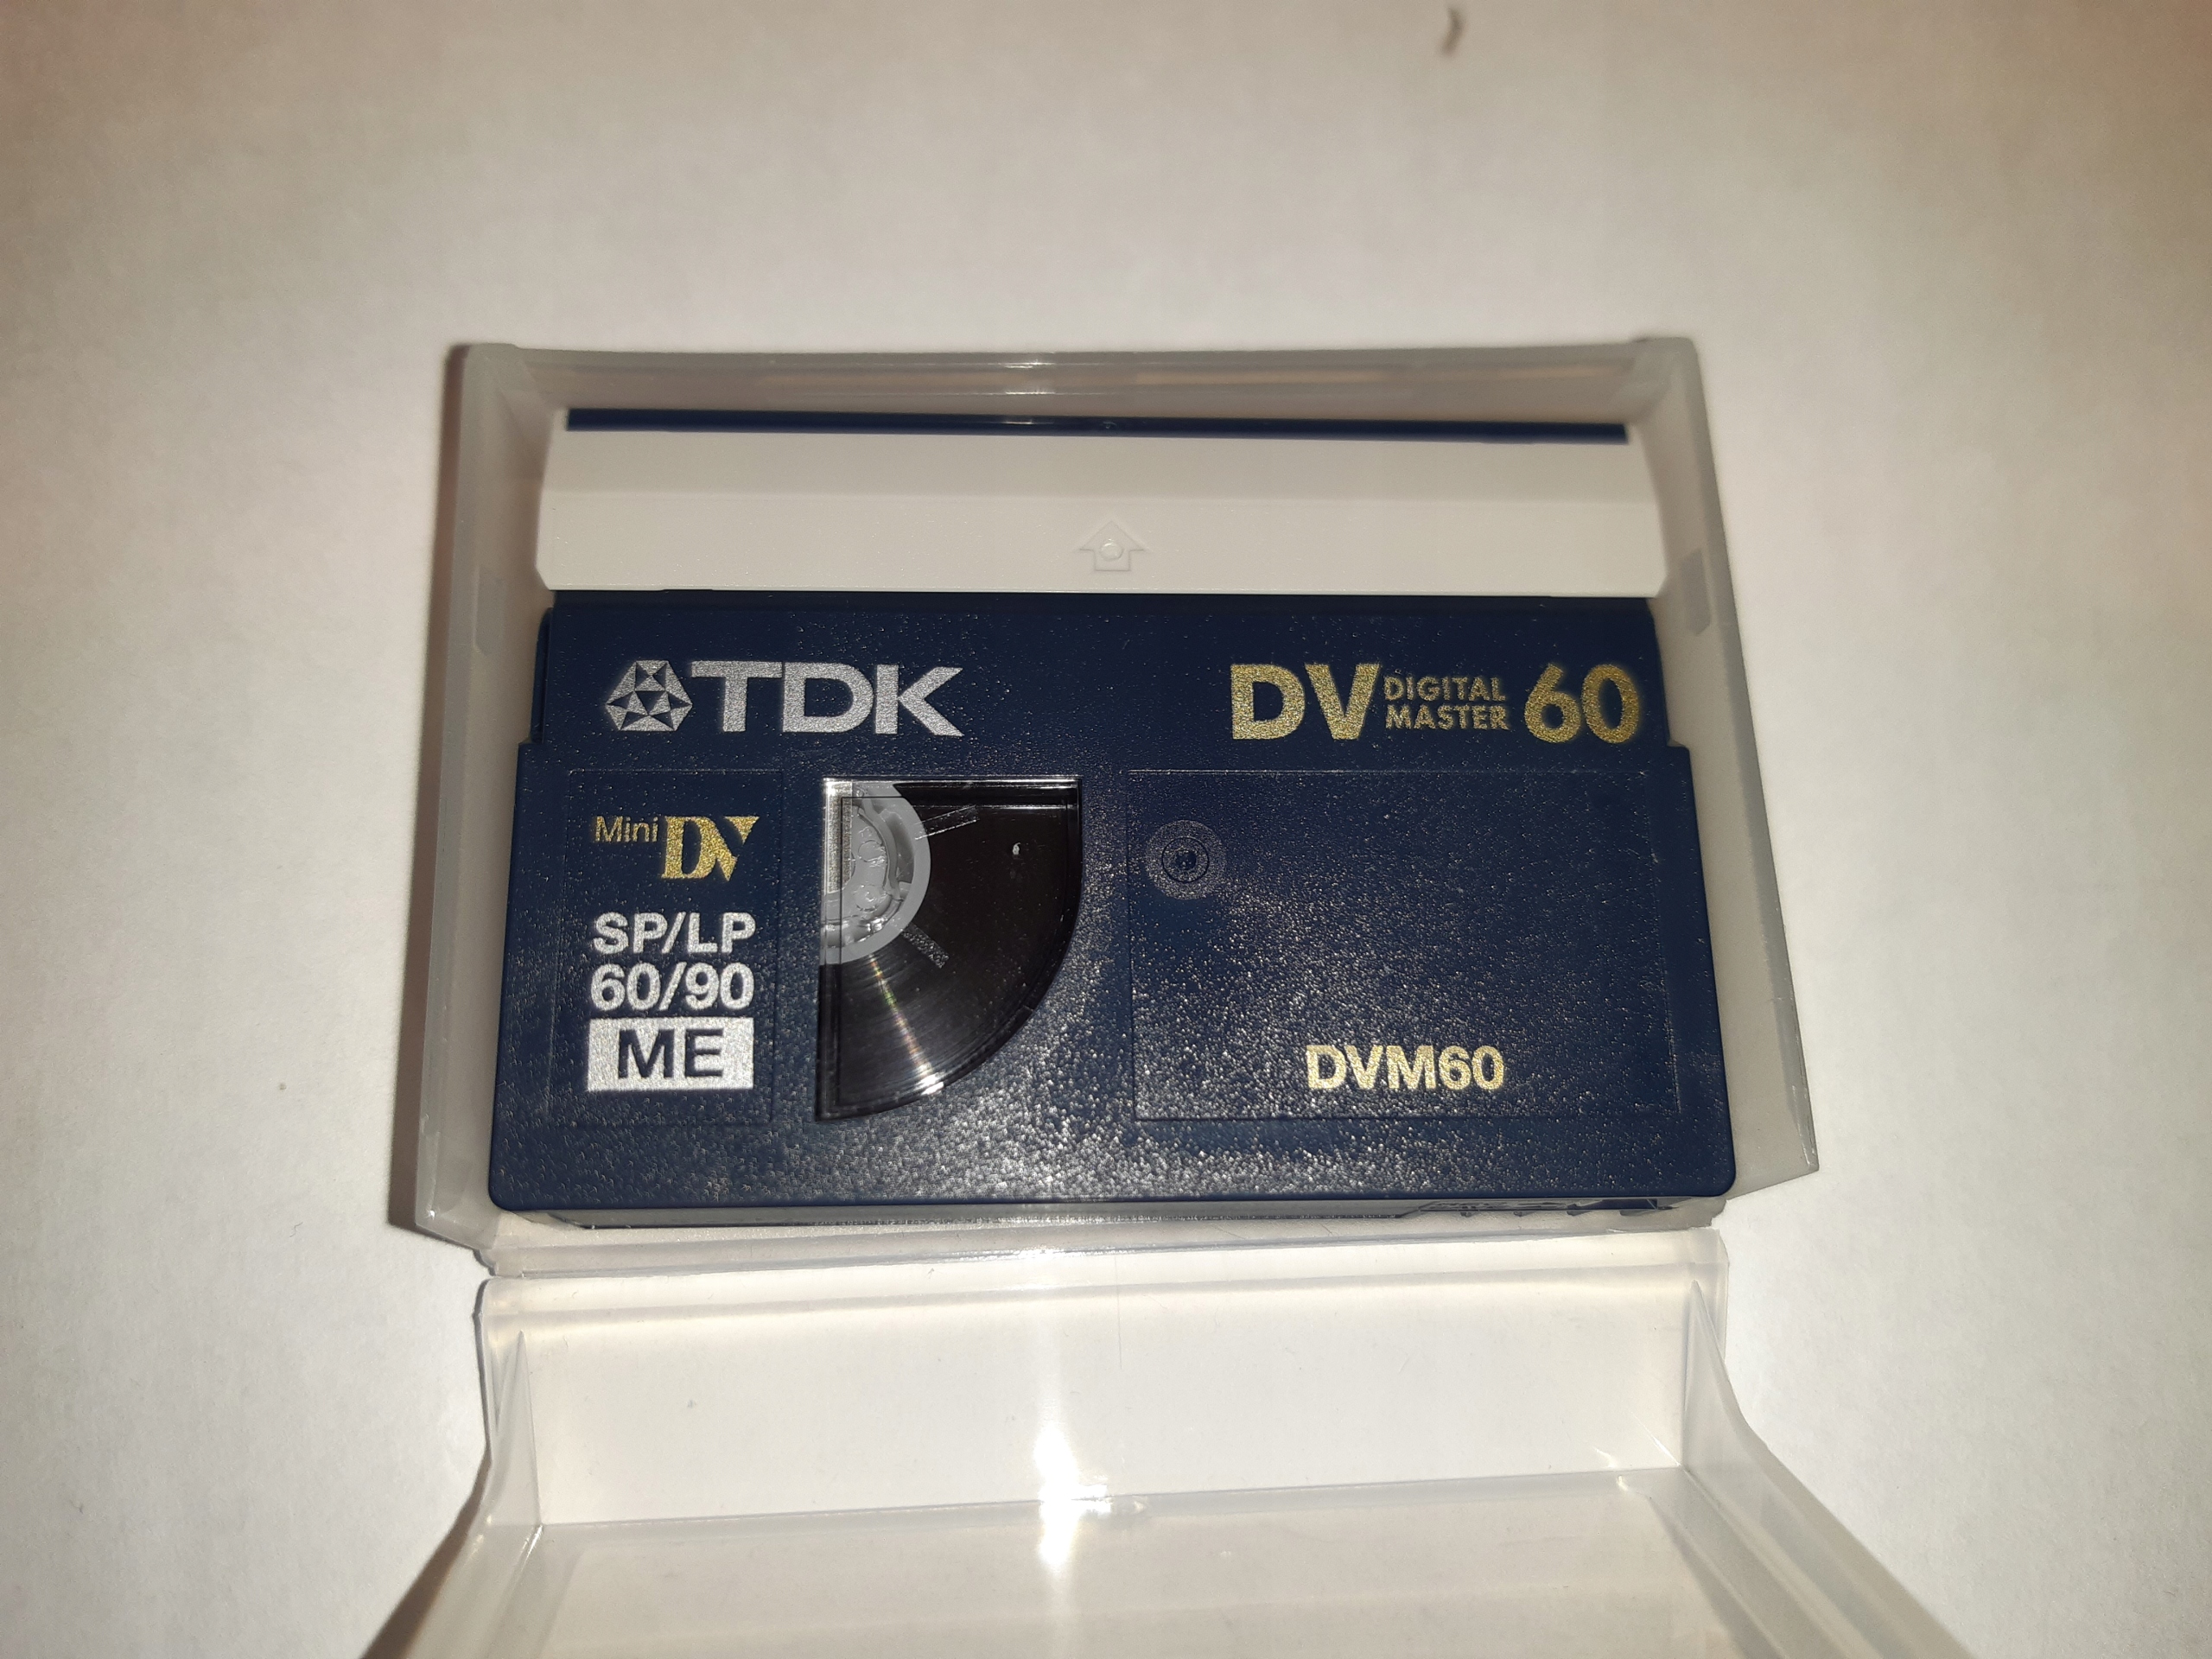 TDK
DV DIGITAL MASTER 60
Mini DV
SP/LP
60/90
ME
DVM60